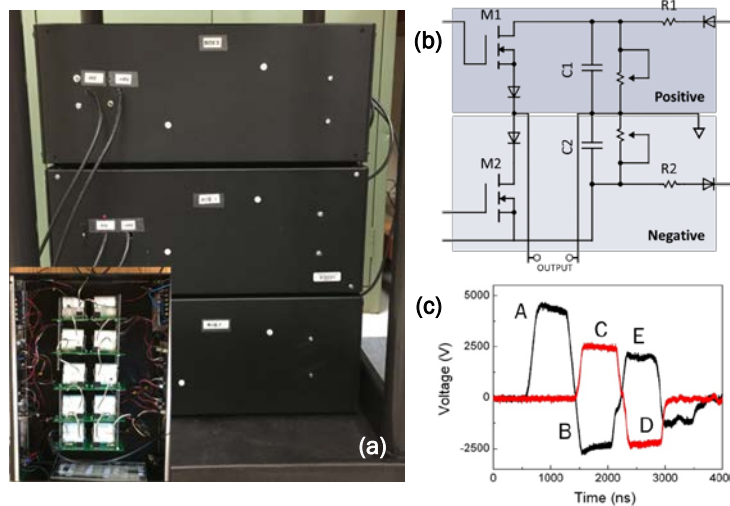 (a)
(b)
M1
R1
C1
Positive
M2
C2
R2
Negative
OUTPUT
(c)
Voltage (V)
5000
2500
0
-2500
A
B
C
D
E
0
1000
2000
3000
4000
Time (ns)